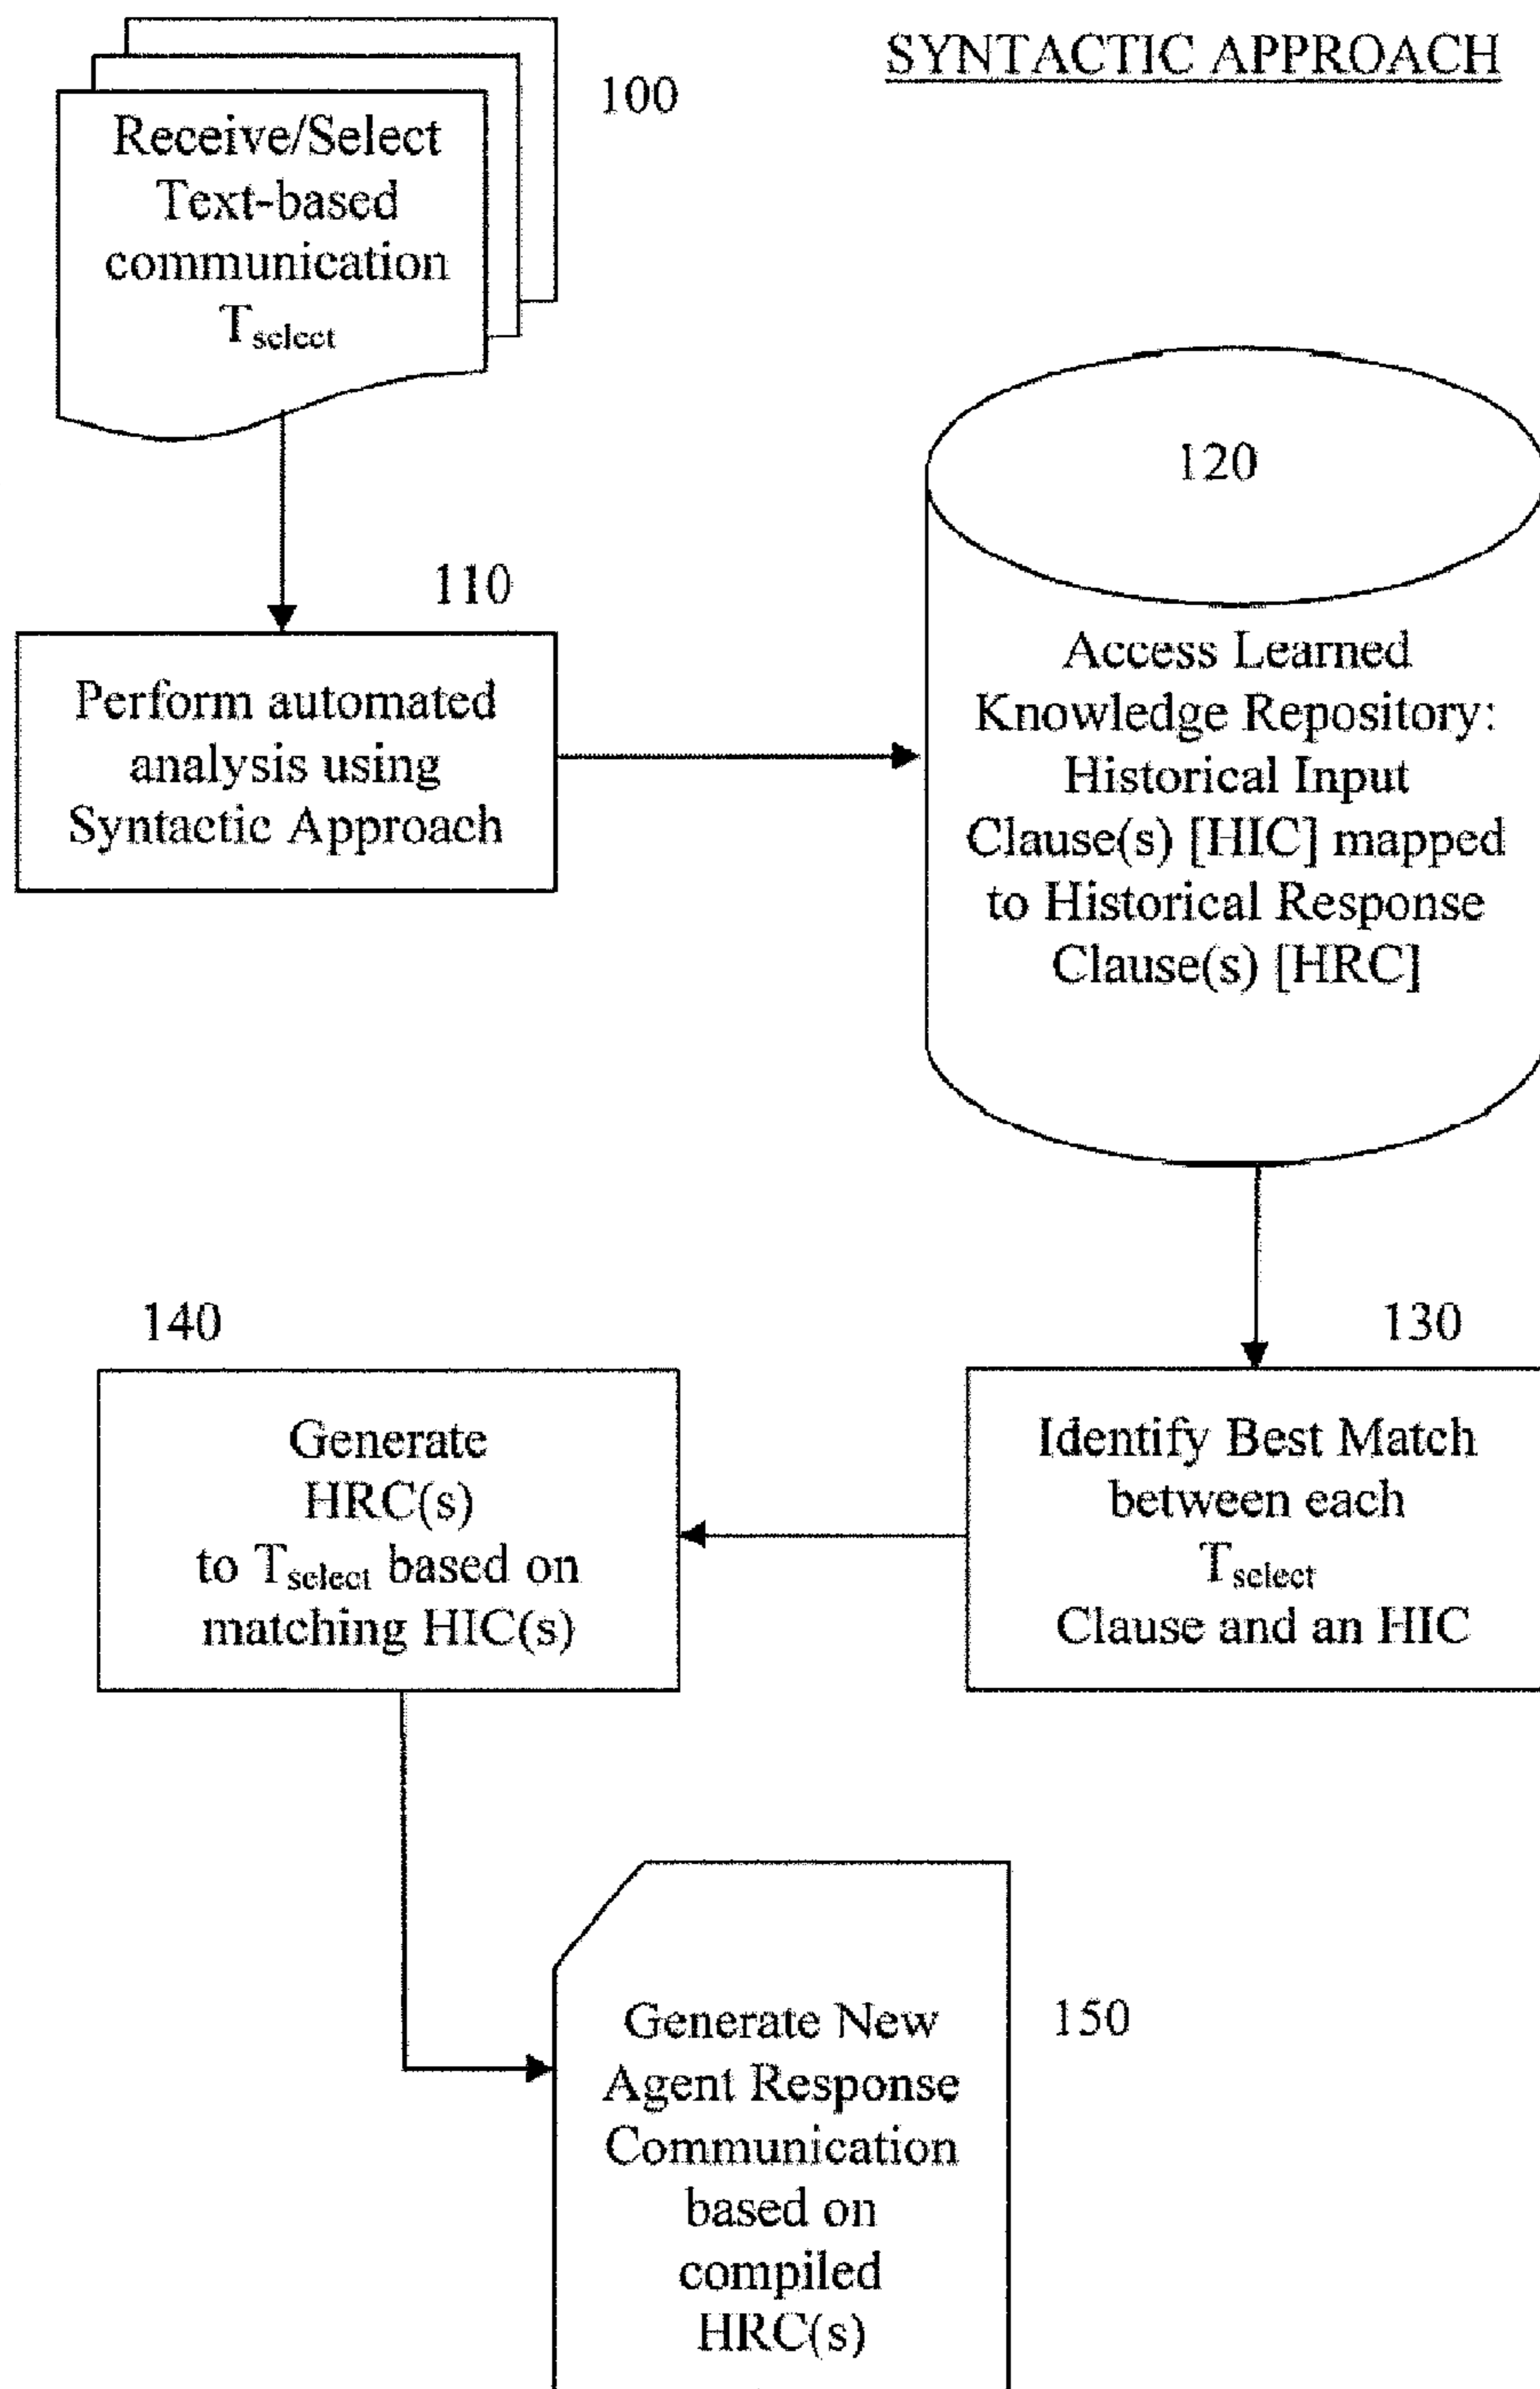 SYNTACTIC APPROACH
100
Receive/Select
Text-based
communication
Tselect
110
Perform automated
analysis using
Syntactic Approach
120
Access Learned
Knowledge Repository:
Historical Input
Clause(s) [HIC] mapped
to Historical Response
Clause(s) [HRC]
130
Identify Best Match
between each
Tselect
Clause and an HIC
140
Generate
HRC(s)
to Tselect based on
matching HIC(s)
150
Generate New
Agent Response
Communication
based on
compiled
HRC(s)